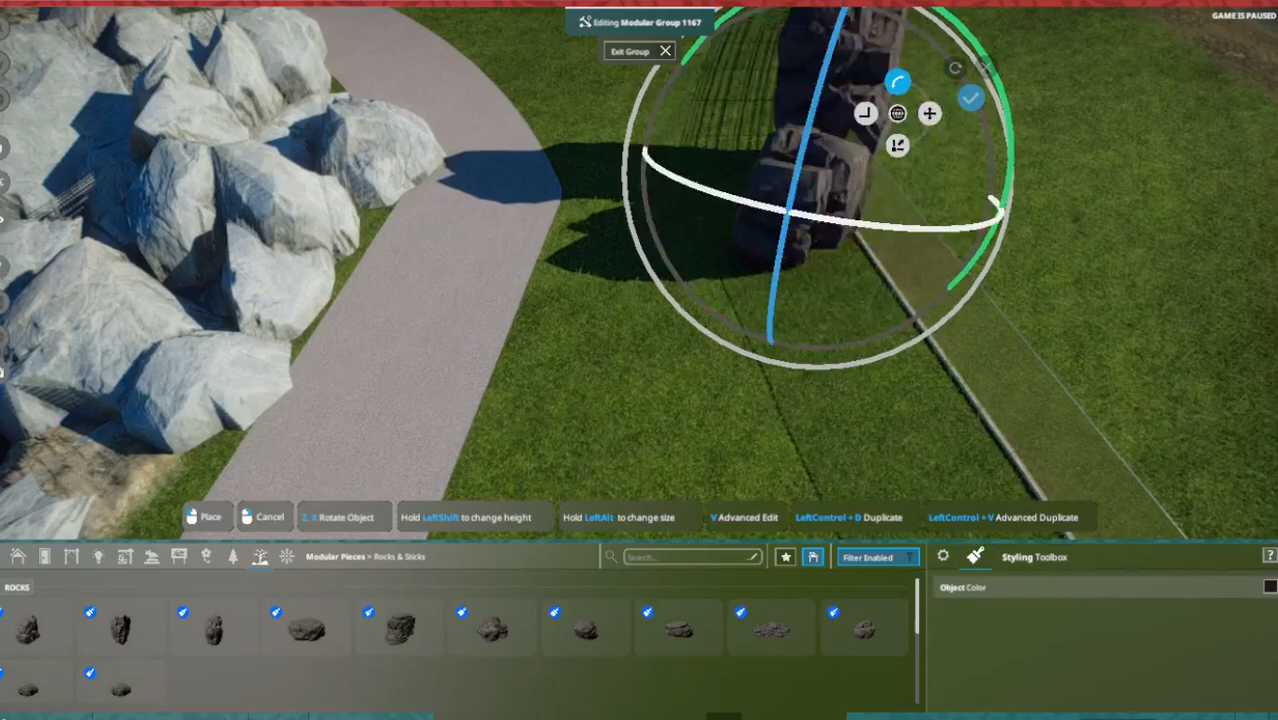 Editing Modular Group 1167
GAME IS PAUSED
Exit Group
Place
Cancel
Z, X Rotate Object
Hold LeftShift to change height
Hold LeftAlt to change size
V Advanced Edit
LeftControl + D Duplicate
LeftControl + V Advanced Duplicate
Modular Pieces > Rocks & Sticks
Search...
Filter Enabled
Styling Toolbox
?
ROCKS
Object Color